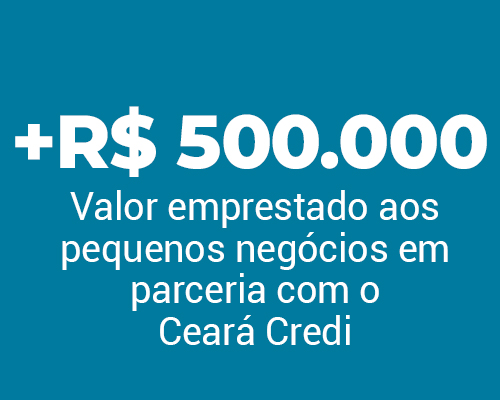 +R$ 500.000
Valor emprestado aos
pequenos negócios em
parceria com o
Ceará Credi